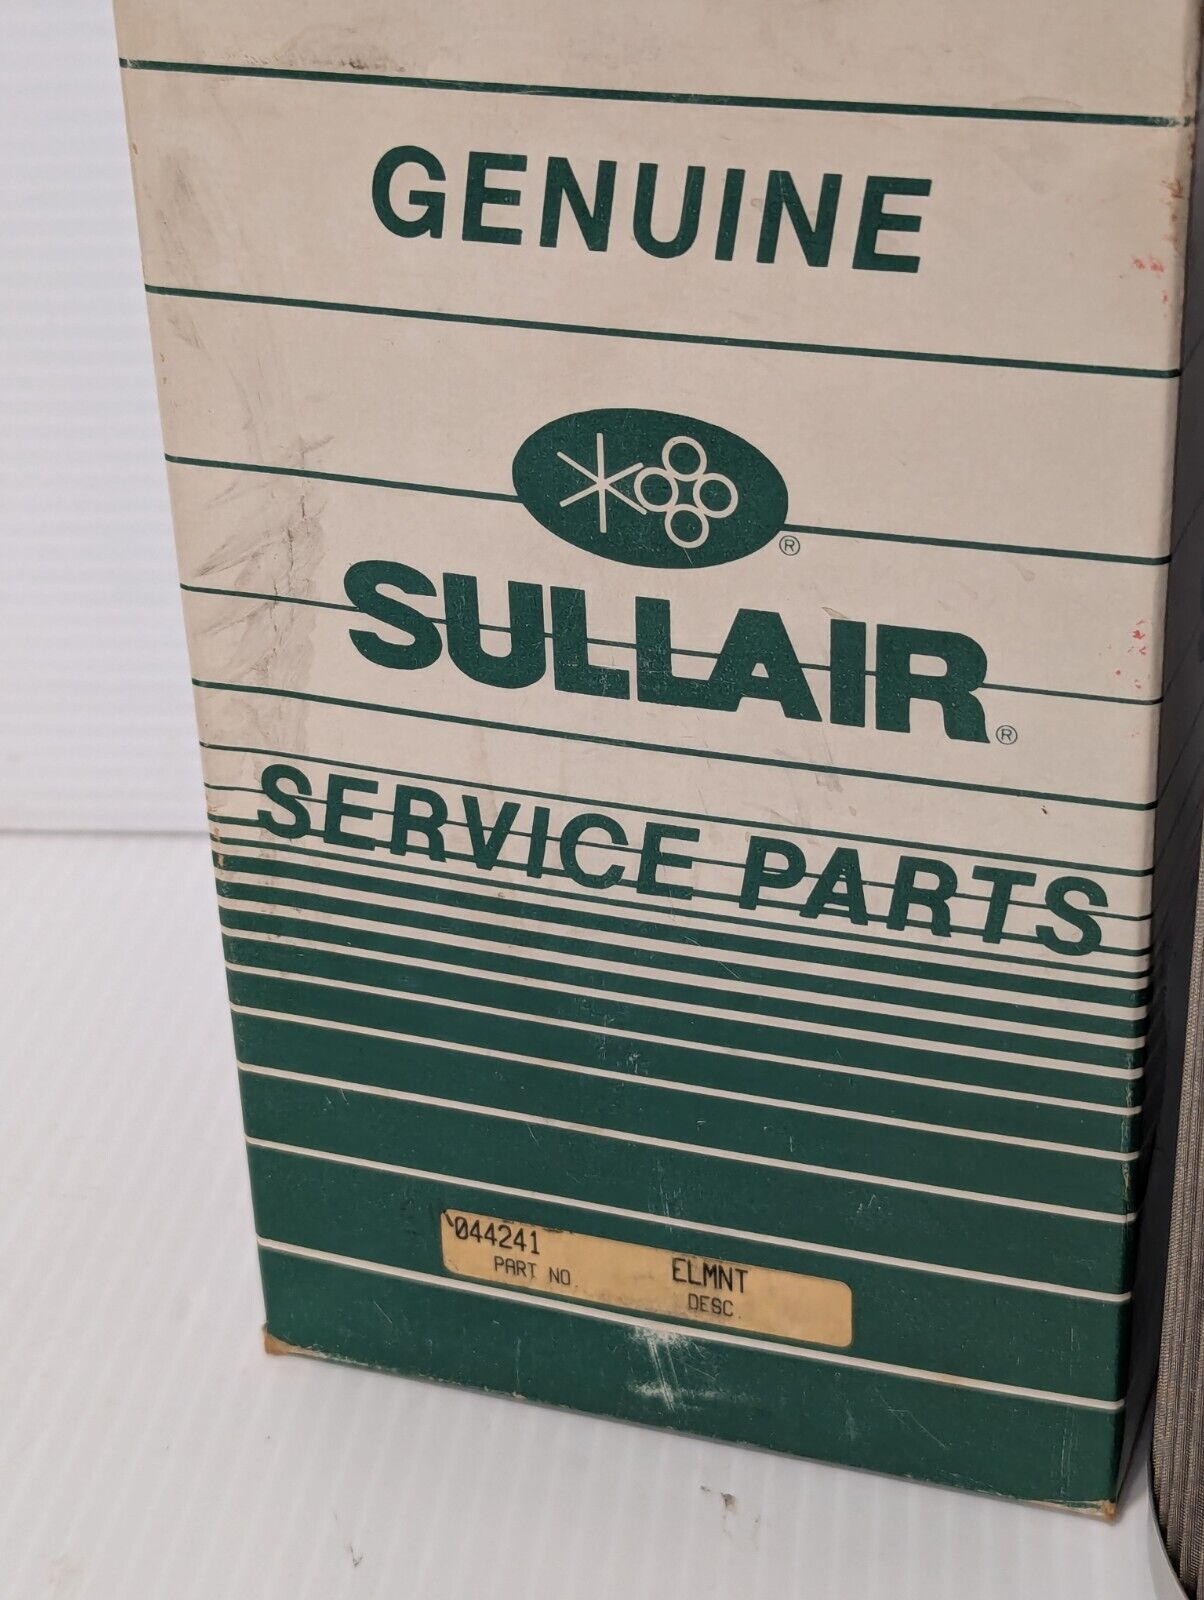 GENUINE
®
SULLAIR®
SERVICE PARTS
044241 ELMNT
PART NO. DESC.